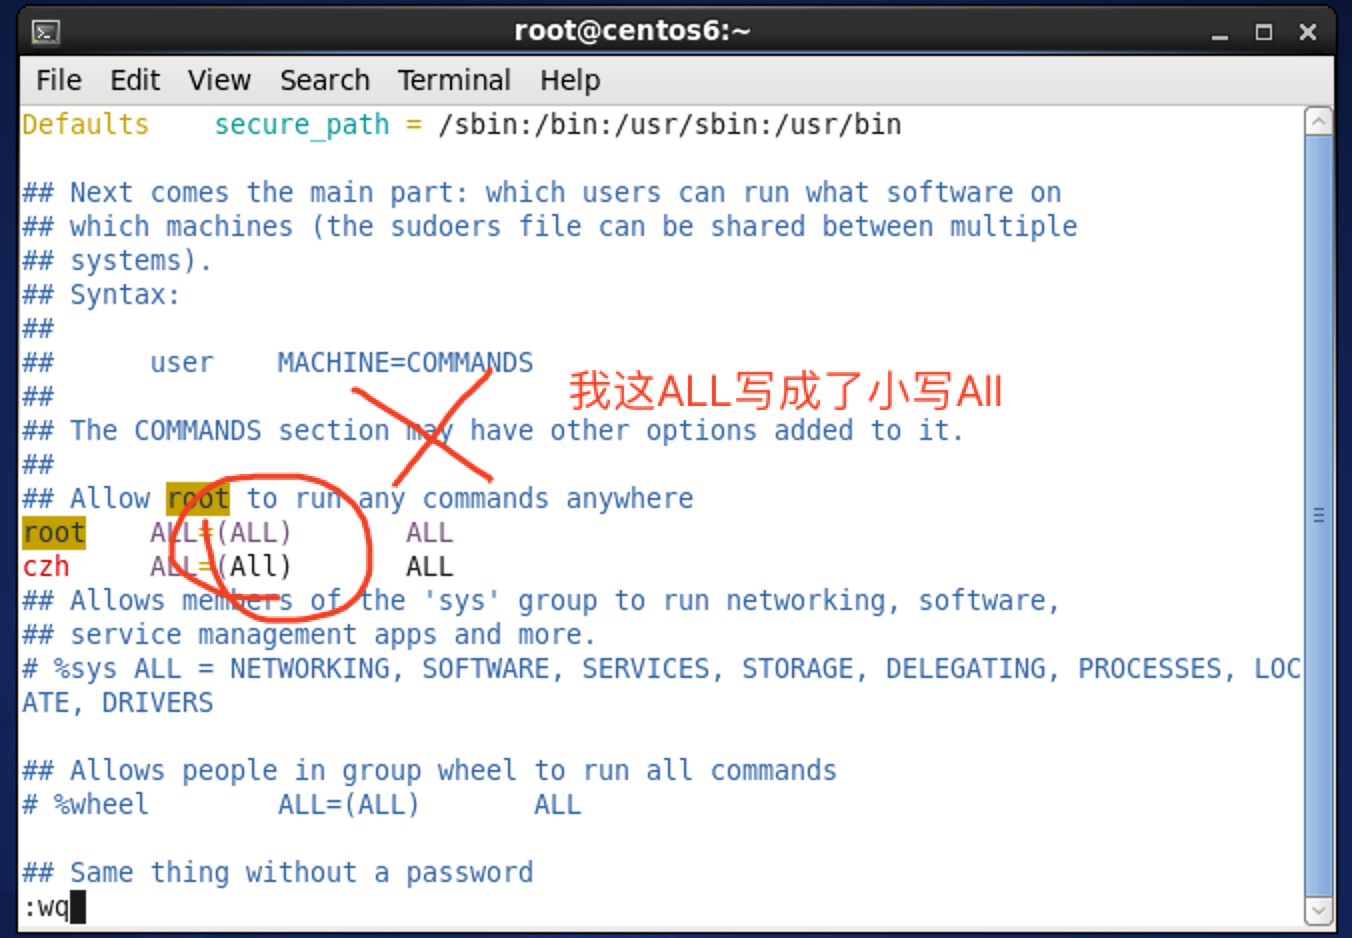 root@centos6:~
File Edit View Search Terminal Help
Defaults    secure_path = /sbin:/bin:/usr/sbin:/usr/bin
## Next comes the main part: which users can run what software on
## which machines (the sudoers file can be shared between multiple
## systems).
## Syntax:
##
##      user    MACHINE=COMMANDS
我这ALL写成了小写All
##
## The COMMANDS section may have other options added to it.
##
## Allow root to run any commands anywhere
root    ALL=(ALL)       ALL
czh     ALL=(All)       ALL
## Allows members of the 'sys' group to run networking, software,
## service management apps and more.
# %sys ALL = NETWORKING, SOFTWARE, SERVICES, STORAGE, DELEGATING, PROCESSES, LOC
ATE, DRIVERS
## Allows people in group wheel to run all commands
# %wheel        ALL=(ALL)       ALL
## Same thing without a password
:wq